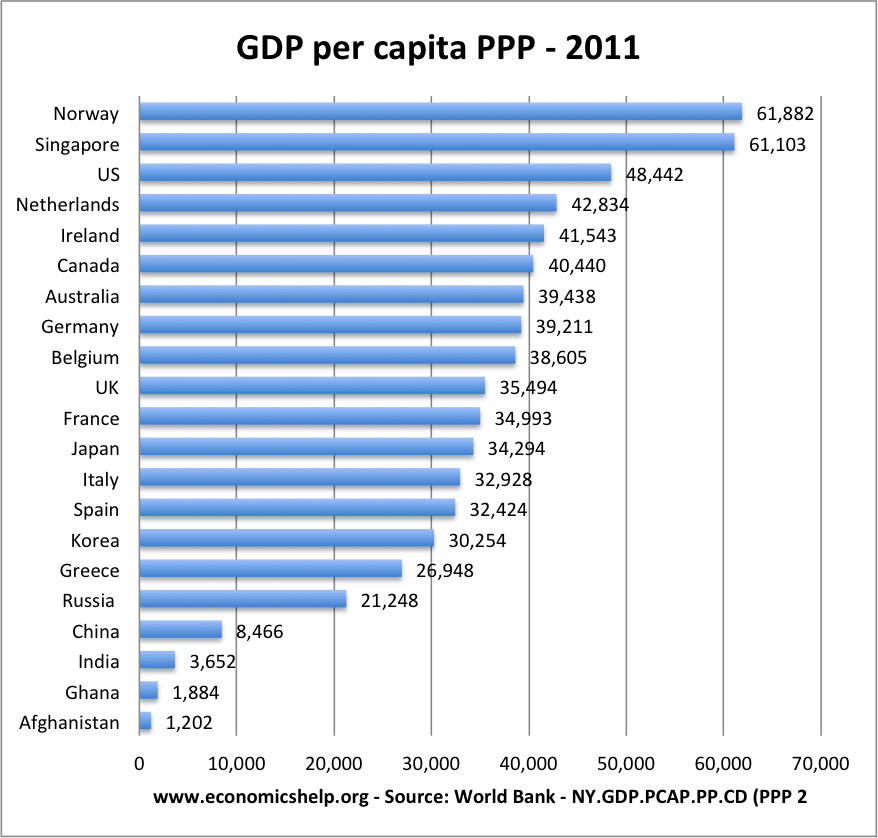 GDP per capita PPP - 2011
Norway 61,882
Singapore 61,103
US 48,442
Netherlands 42,834
Ireland 41,543
Canada 40,440
Australia 39,438
Germany 39,211
Belgium 38,605
UK 35,494
France 34,993
Japan 34,294
Italy 32,928
Spain 32,424
Korea 30,254
Greece 26,948
Russia 21,248
China 8,466
India 3,652
Ghana 1,884
Afghanistan 1,202
0 10,000 20,000 30,000 40,000 50,000 60,000 70,000
www.economicshelp.org - Source: World Bank - NY.GDP.PCAP.PP.CD (PPP 2